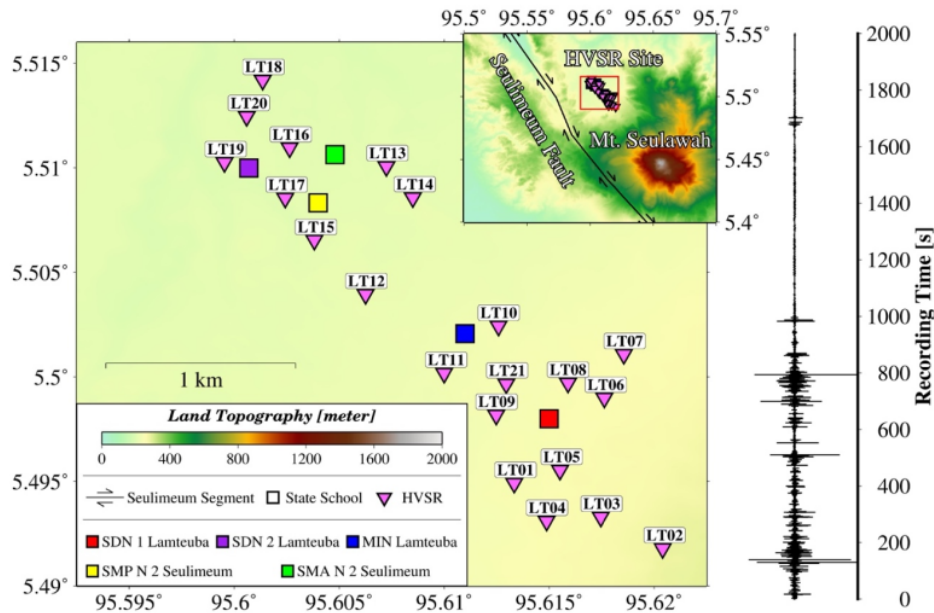 95.5° 95.6° 95.7°
5.55°
5.5°
5.45°
5.4°
HVSR Site
Seulimeum Fault
Mt. Seulawah
5.515°
5.51°
5.505°
5.5°
5.495°
5.49°
LT18
LT20
LT16
LT19
LT13
LT17
LT14
LT15
LT12
LT10
LT07
LT11
LT21
LT08
LT06
LT09
LT05
LT01
LT04
LT03
LT02
1 km
Land Topography [meter]
0 400 800 1200 1600 2000
Seulimeum Segment State School HVSR
SDN 1 Lamteuba SDN 2 Lamteuba MIN Lamteuba
SMP N 2 Seulimeum SMA N 2 Seulimeum
95.595° 95.6° 95.605° 95.61° 95.615° 95.62°
2000
1800
1600
1400
1200
1000
800
600
400
200
0
Recording Time [s]